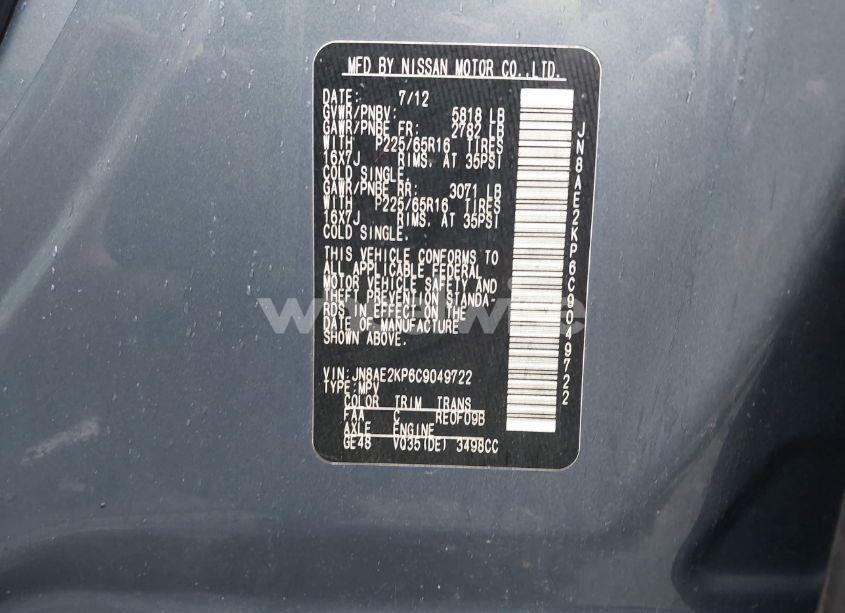 MFD BY NISSAN MOTOR CO.,LTD.
DATE: 7/12
GVWR/PNBV: 5818 LB
GAWR/PNBE FR: 2782 LB
WITH P225/65R16 TIRES
16X7J RIMS. AT 35PSI
COLD SINGLE.
GAWR/PNBE RR: 3071 LB
WITH P225/65R16 TIRES
16X7J RIMS. AT 35PSI
COLD SINGLE.
THIS VEHICLE CONFORMS TO
ALL APPLICABLE FEDERAL
MOTOR VEHICLE SAFETY AND
THEFT PREVENTION STANDA-
RDS IN EFFECT ON THE
DATE OF MANUFACTURE
SHOWN ABOVE.
VIN:JN8AE2KP6C9049722
TYPE:MPV
COLOR TRIM TRANS
FAA C RE0F09B
AXLE ENGINE
GE48 VQ35(DE) 3498CC
JN8AE2KP6C9049722